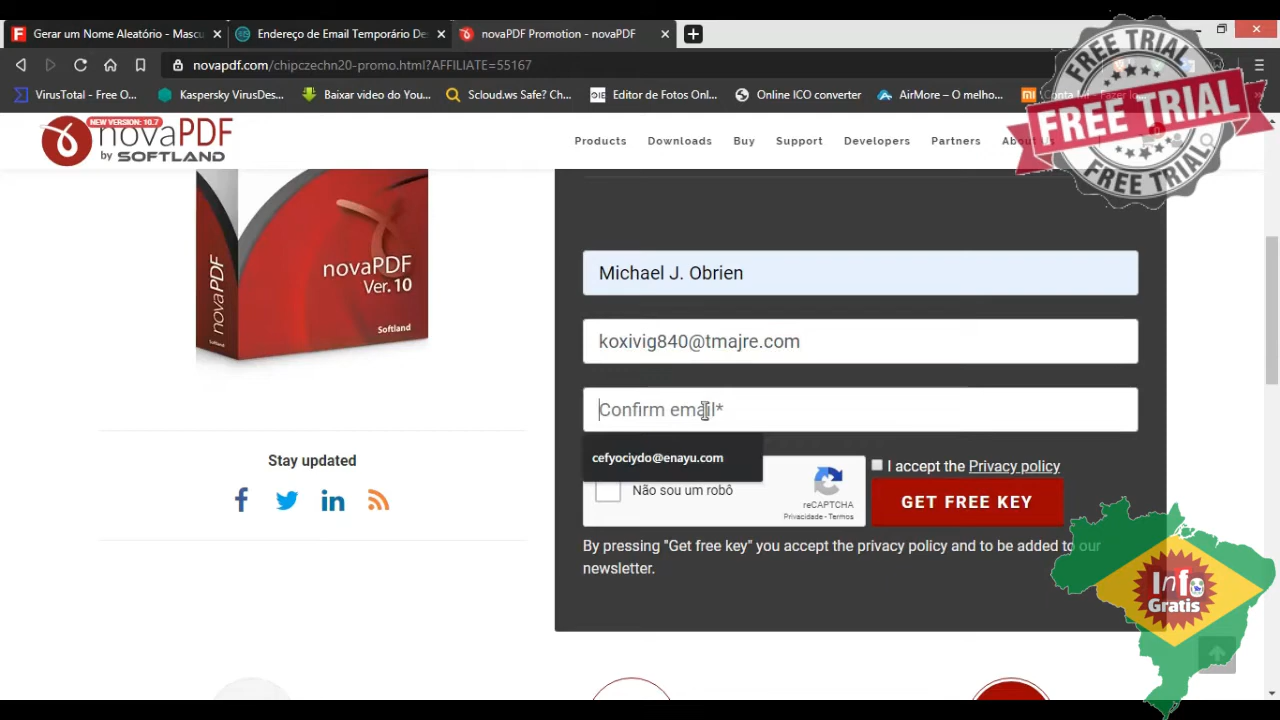 Gerar um Nome Aleatório - Mascu
Endereço de Email Temporário De
novaPDF Promotion - novaPDF
novapdf.com/chipczechn20-promo.html?AFFILIATE=55167
VirusTotal - Free O...
Kaspersky VirusDes...
Baixar video do You...
Scloud.ws Safe? Ch...
Editor de Fotos Onl...
Online ICO converter
AirMore – O melho...
FREE TRIAL
FREE TRIAL
FREE TRIAL
NEW VERSION: 10.7
novaPDF
by SOFTLAND
Products
Downloads
Buy
Support
Developers
Partners
novaPDF
novaPDF
Ver. 10
Softland
Michael J. Obrien
koxivig840@tmajre.com
Confirm email*
cefyociydo@enayu.com
Não sou um robô
reCAPTCHA
Privacidade - Termos
I accept the Privacy policy
GET FREE KEY
By pressing "Get free key" you accept the privacy policy and to be added to our
newsletter.
Stay updated
Info
Gratis